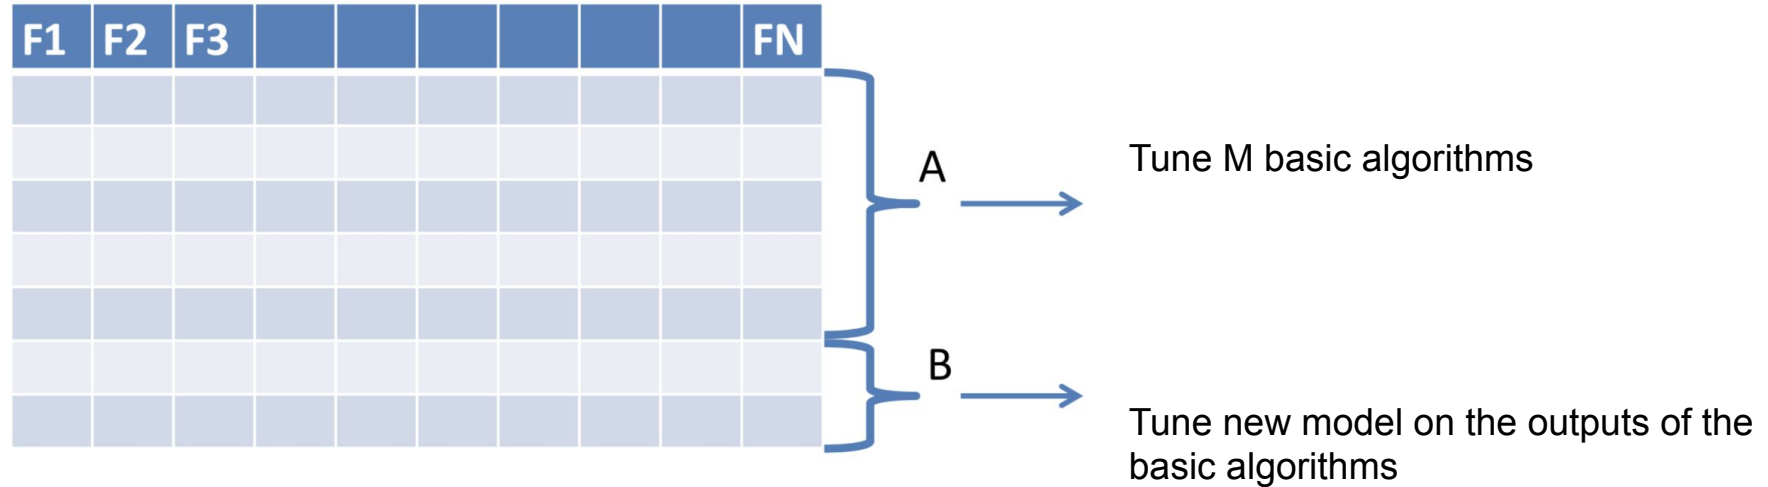 F1 F2 F3 FN
A
Tune M basic algorithms
B
Tune new model on the outputs of the
basic algorithms